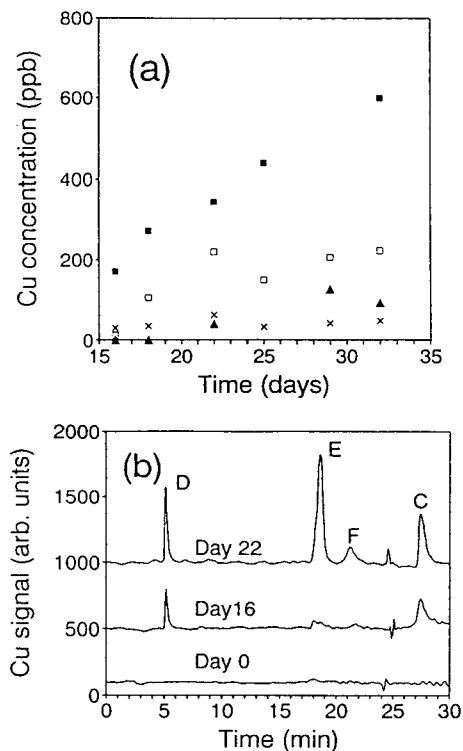 800
600
400
200
0
Cu concentration (ppb)
(a)
15 20 25 30 35
Time (days)
2000
1500
1000
500
0
Cu signal (arb. units)
(b)
D
E
F
C
Day 22
Day16
Day 0
0 5 10 15 20 25 30
Time (min)